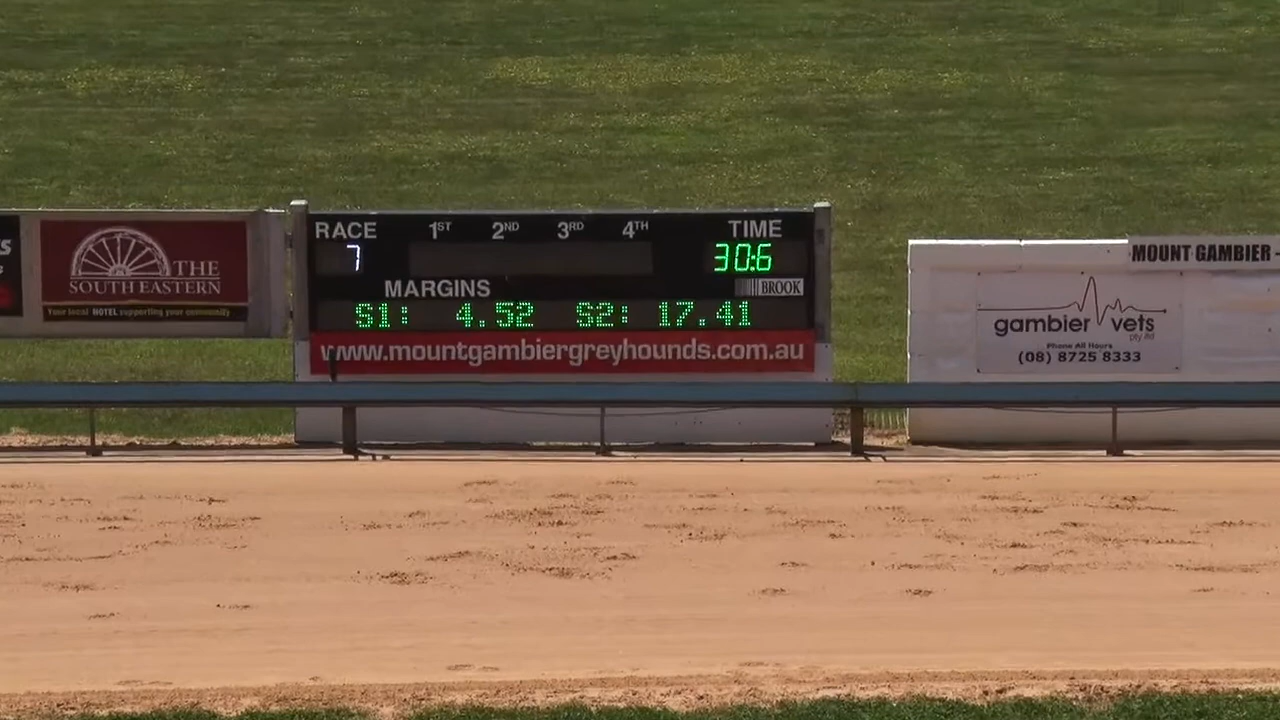 THE
SOUTH EASTERN
Your local HOTEL supporting your community
RACE 1ST 2ND 3RD 4TH TIME
7 30:6
MARGINS BROOK
S1: 4.52 S2: 17.41
www.mountgambiergreyhounds.com.au
MOUNT GAMBIER -
gambier vets
pty ltd
Phone All Hours
(08) 8725 8333